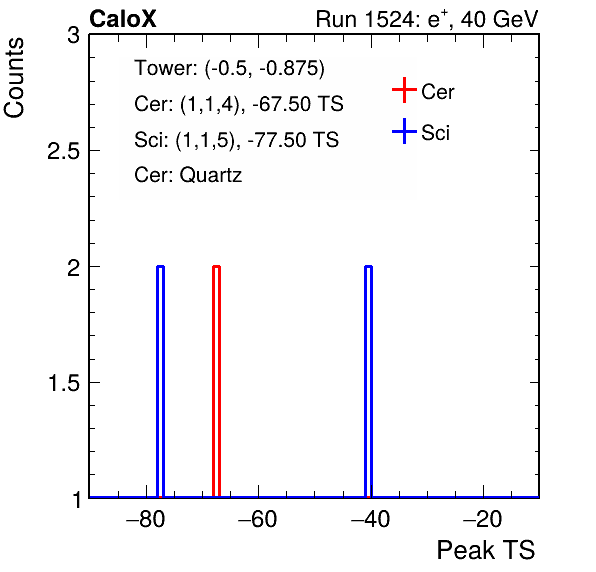 CaloX Run 1524: e⁺, 40 GeV
Counts
3
2.5
2
1.5
1
Tower: (-0.5, -0.875)
Cer: (1,1,4), -67.50 TS
Sci: (1,1,5), -77.50 TS
Cer: Quartz
Cer
Sci
−80 −60 −40 −20
Peak TS